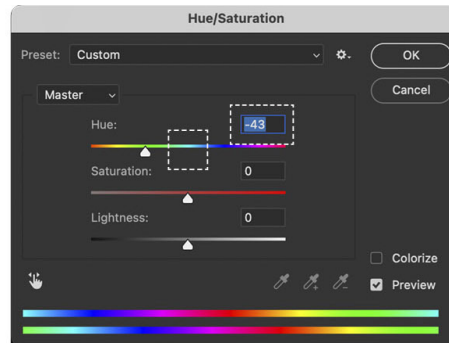 Hue/Saturation
Preset: Custom
OK
Cancel
Master
Hue: -43
Saturation: 0
Lightness: 0
Colorize
Preview